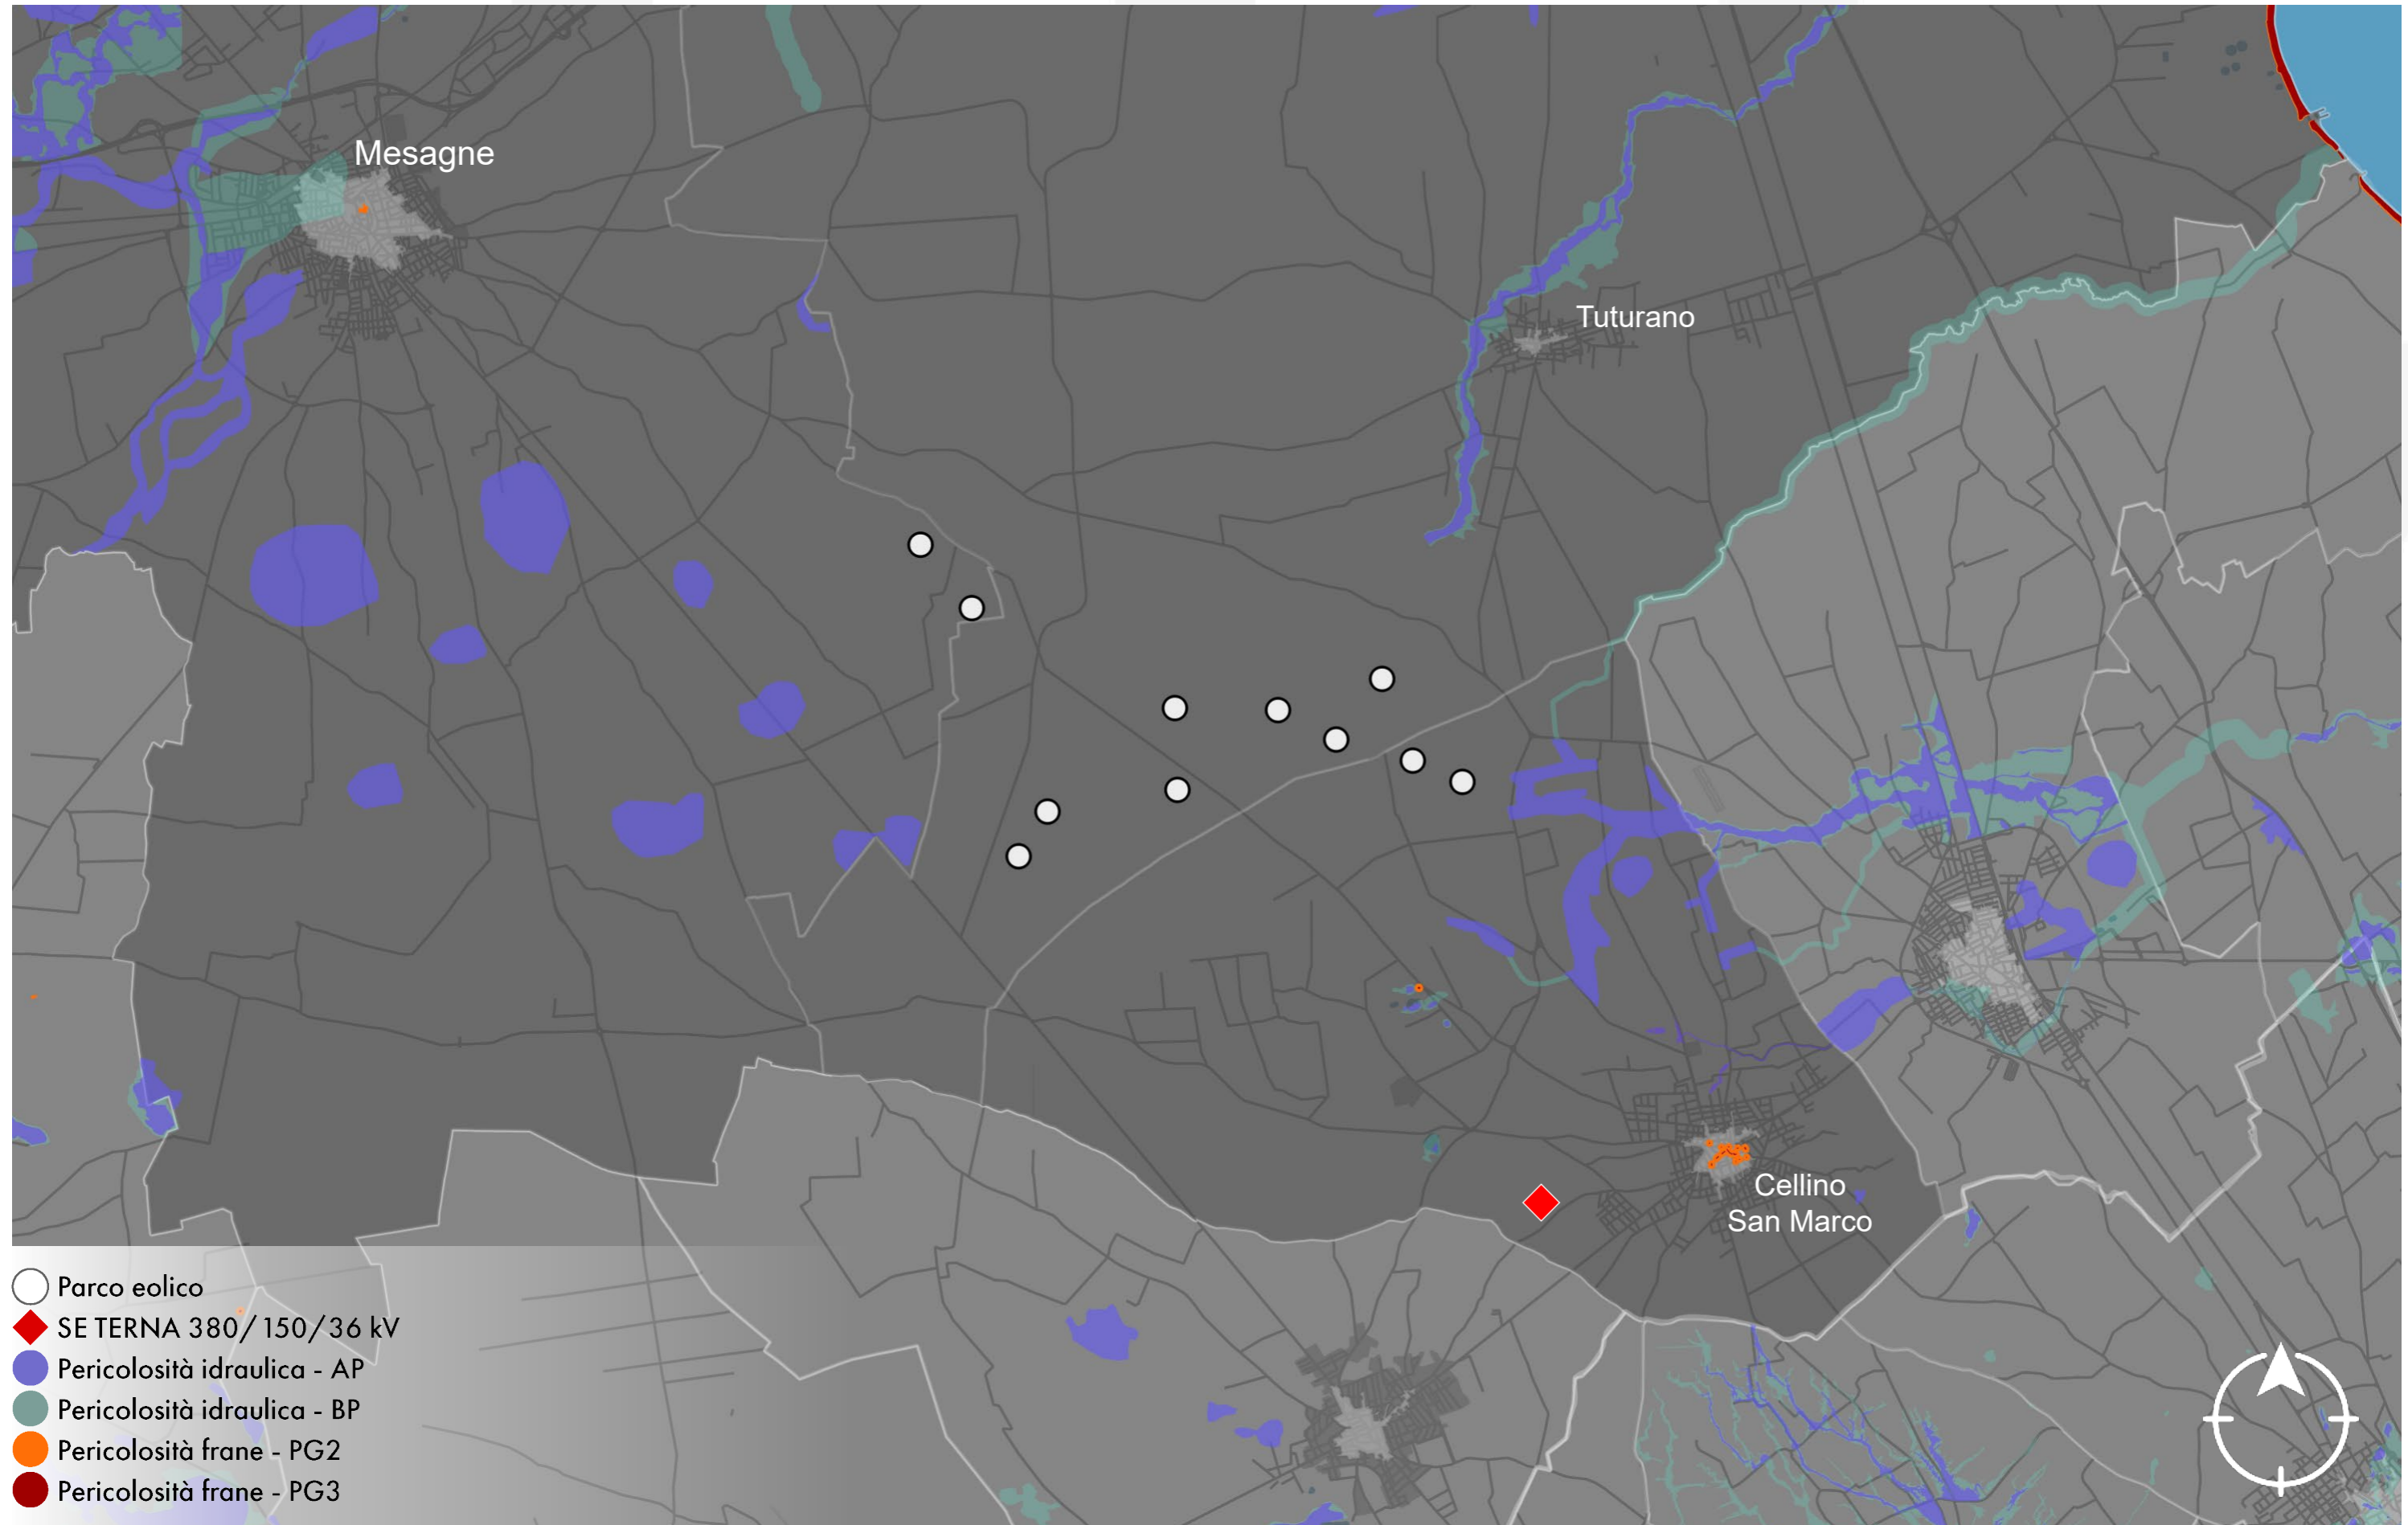 Mesagne
Tuturano
Cellino
San Marco
Parco eolico
SE TERNA 380/150/36 kV
Pericolosità idraulica - AP
Pericolosità idraulica - BP
Pericolosità frane - PG2
Pericolosità frane - PG3